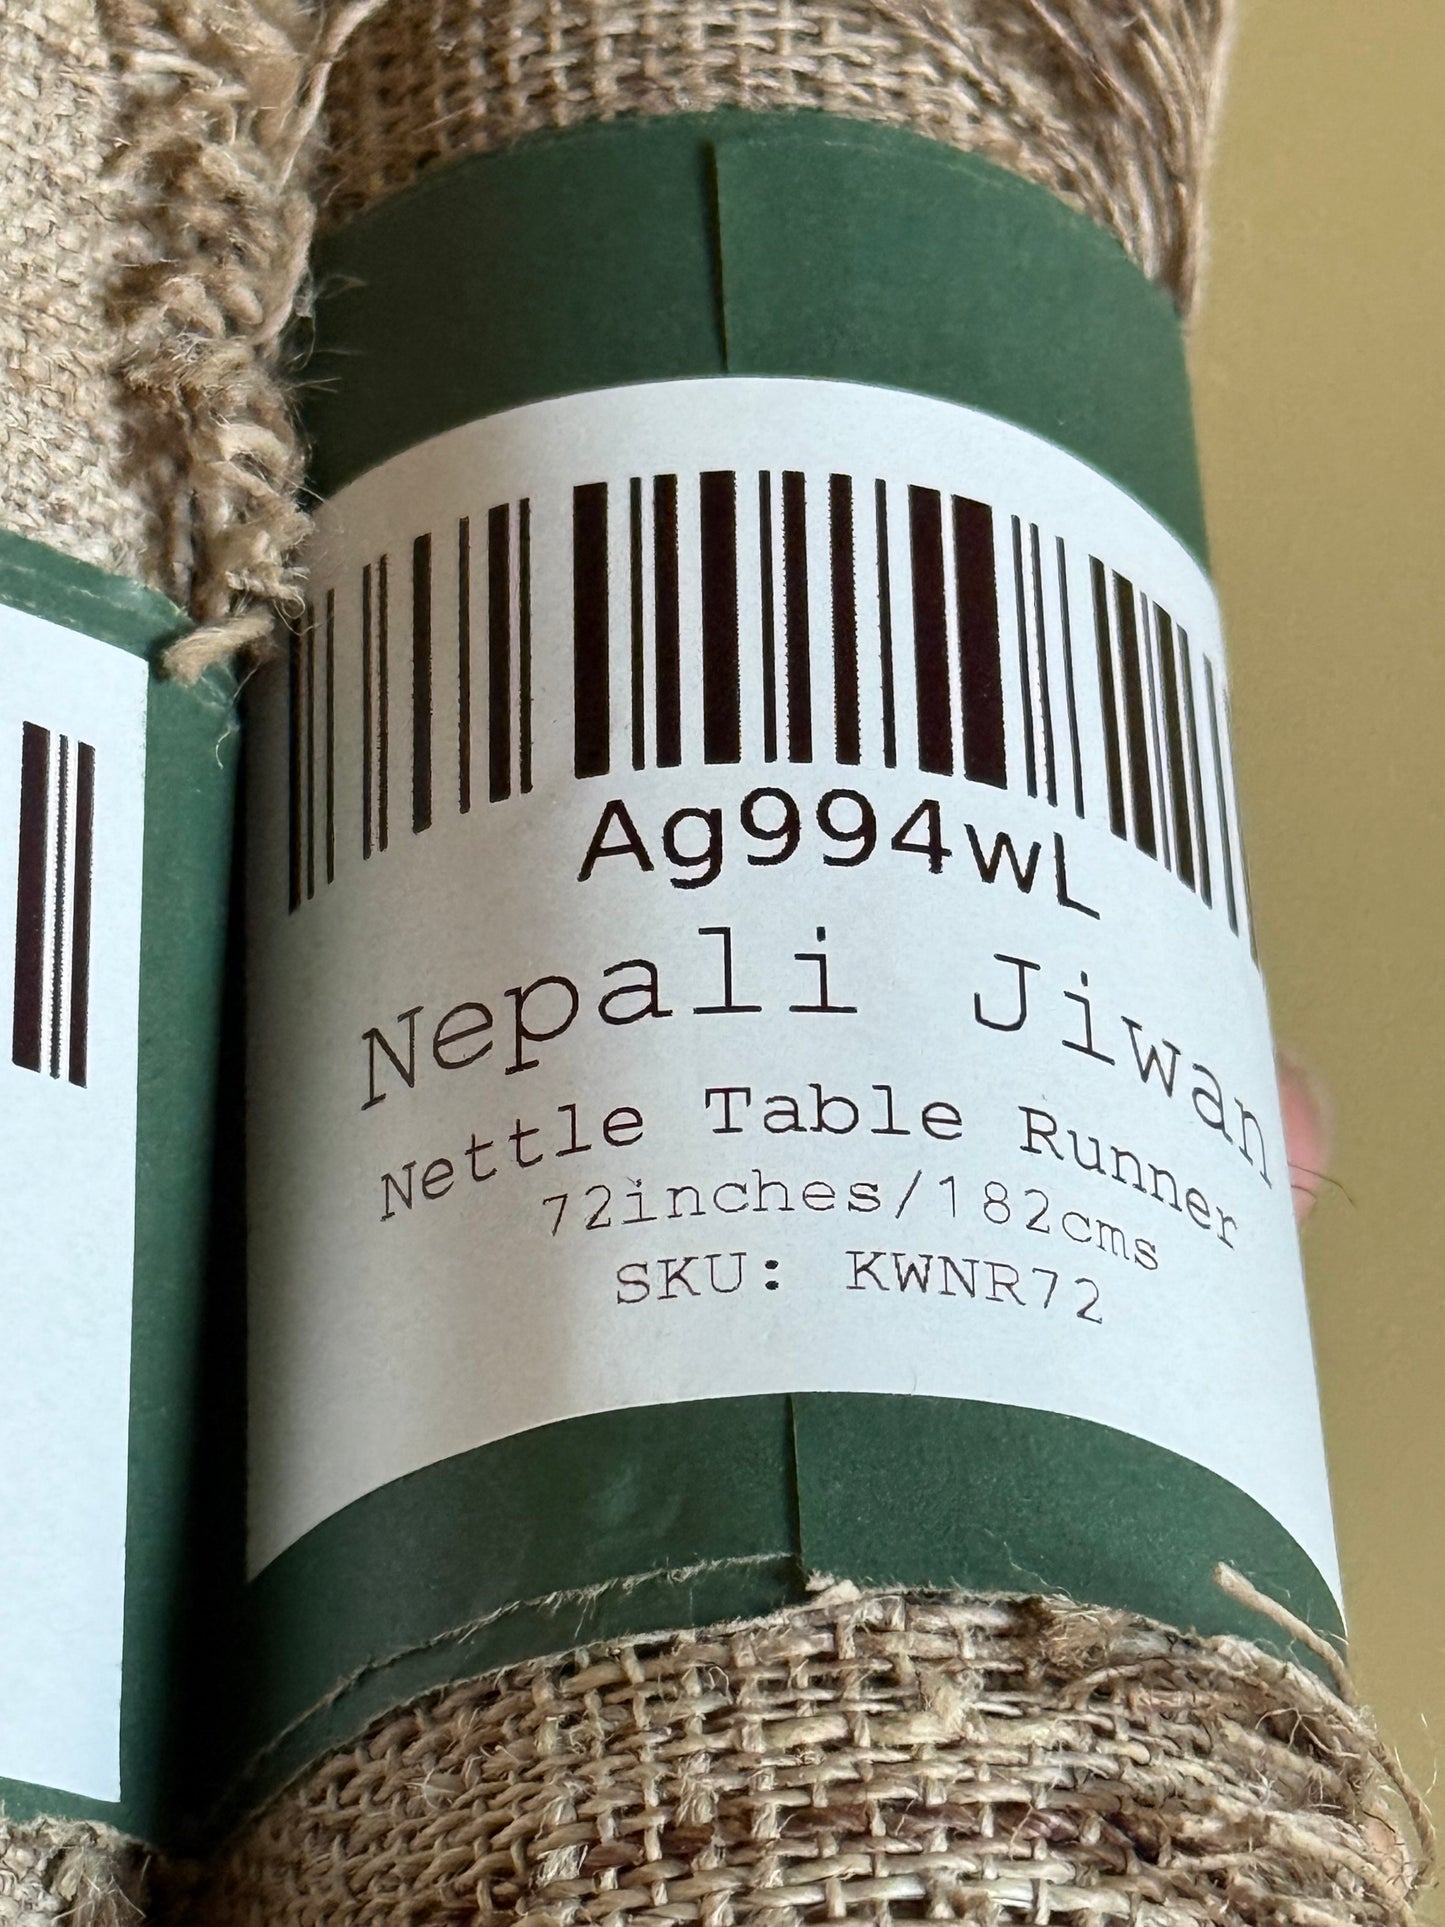 Ag994wL
Nepali Jiwan
Nettle Table Runner
72inches/182cms
SKU: KWNR72